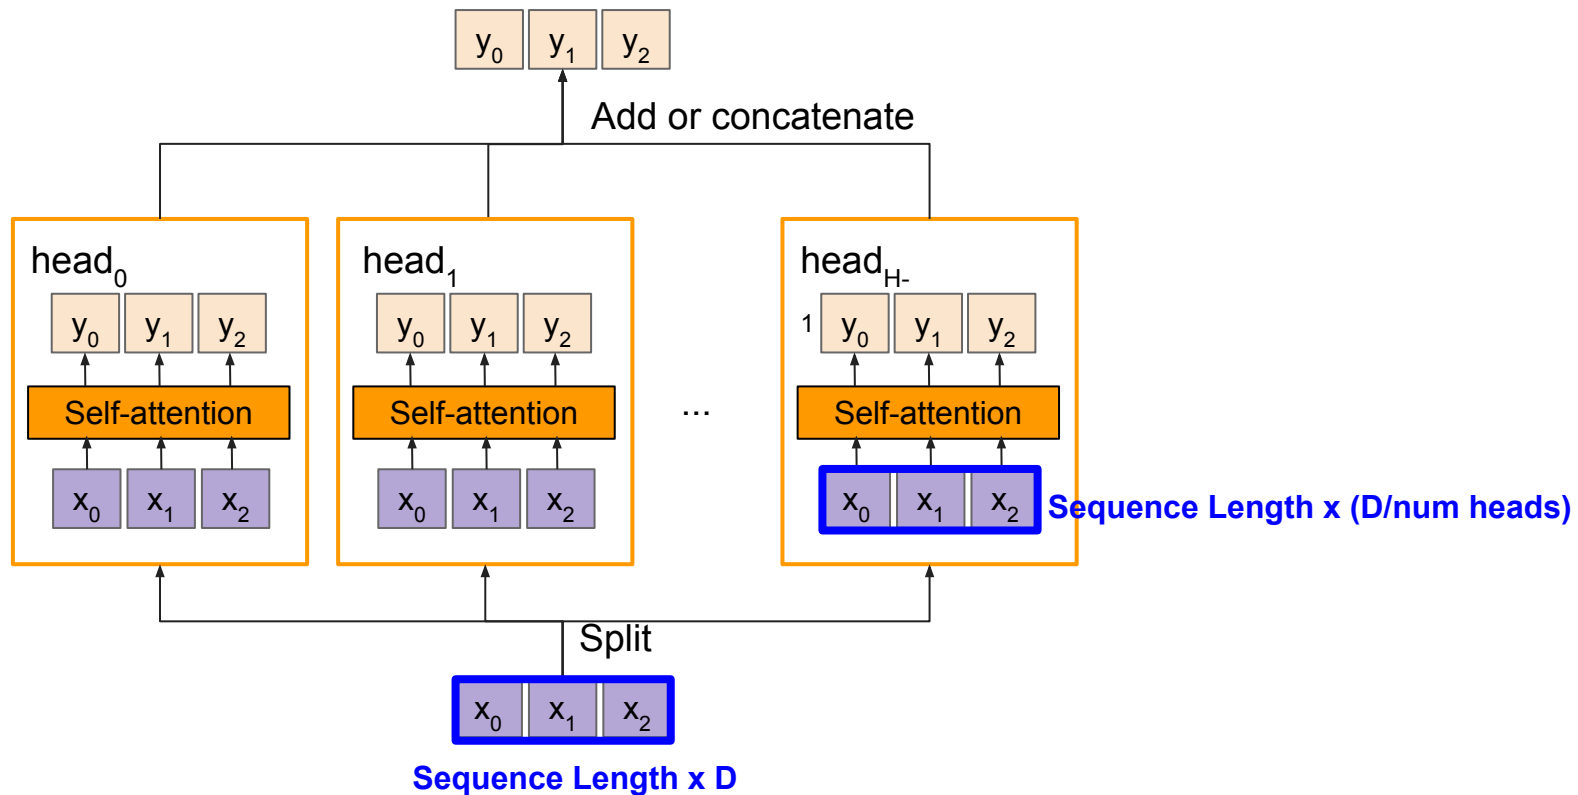 y₀ y₁ y₂
Add or concatenate
head₀ head₁ head_H-
1
y₀ y₁ y₂ y₀ y₁ y₂ y₀ y₁ y₂
Self-attention Self-attention ... Self-attention
x₀ x₁ x₂ x₀ x₁ x₂ x₀ x₁ x₂ Sequence Length x (D/num heads)
Split
x₀ x₁ x₂
Sequence Length x D